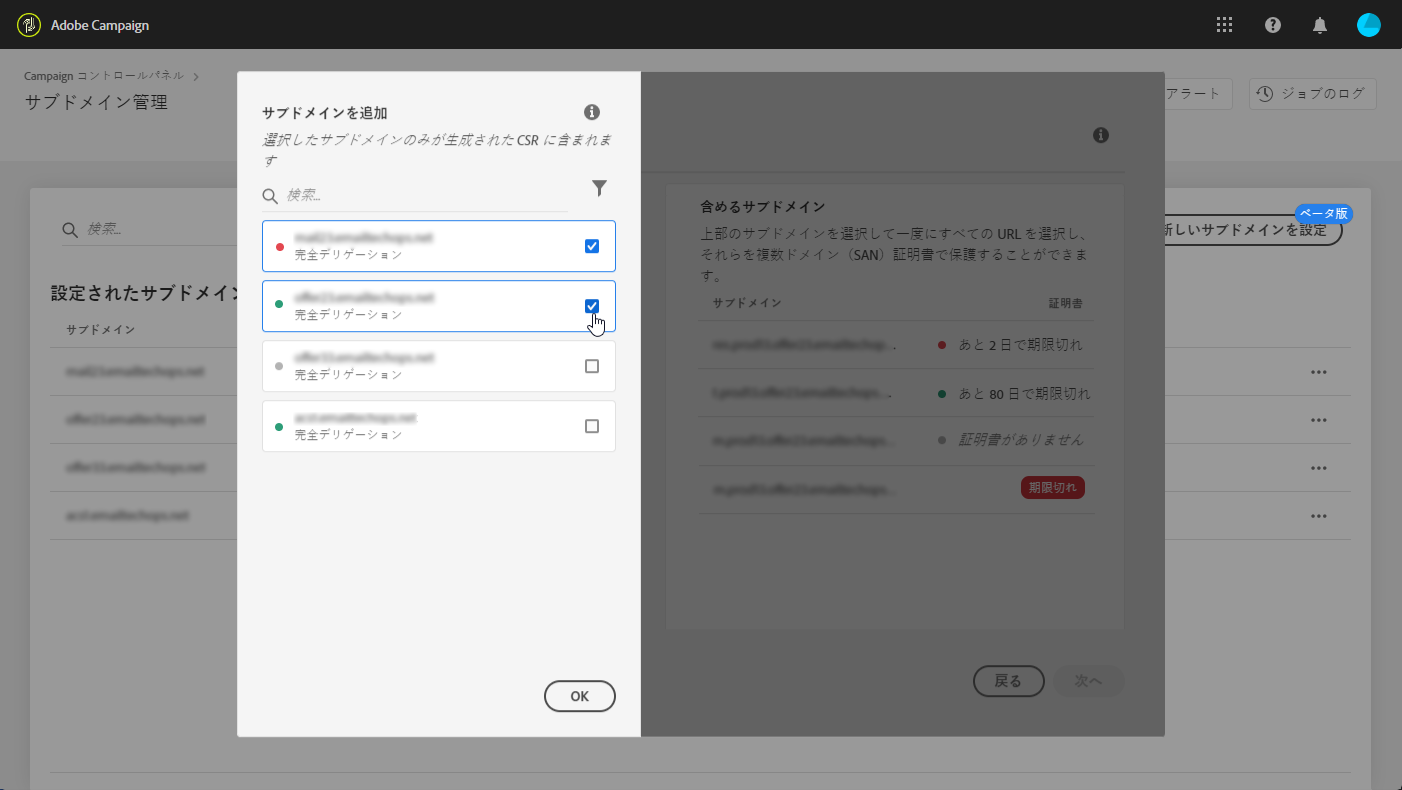 Adobe Campaign
Campaign コントロールパネル
サブドメイン管理
アラート
ジョブのログ
検索...
ベータ版
新しいサブドメインを設定
設定されたサブドメイン
サブドメイン
サブドメインを追加
選択したサブドメインのみが生成された CSR に含まれま
す
検索...
完全デリゲーション
完全デリゲーション
完全デリゲーション
完全デリゲーション
OK
含めるサブドメイン
上部のサブドメインを選択して一度にすべての URL を選択し、
それらを複数ドメイン（SAN）証明書で保護することができま
す。
サブドメイン 証明書
あと 2 日で期限切れ
あと 80 日で期限切れ
証明書がありません
期限切れ
戻る
次へ